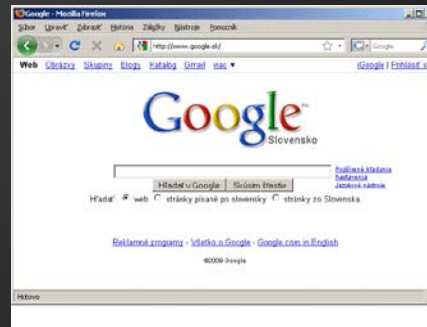 Google - Mozilla Firefox
Súbor Upraviť Zobraziť História Záložky Nástroje Pomocník
http://www.google.sk/
Google
Web Obrázky Skupiny Blogy Katalóg Gmail viac ▼
iGoogle | Prihlásiť s
Google™
Slovensko
Rozšírené hľadanie
Nastavenia
Jazykové nástroje
Hľadať v Google Skúsim šťastie
Hľadať: web stránky písané po slovensky stránky zo Slovenska
Reklamné programy - Všetko o Google - Google.com in English
©2009 Google
Hotovo